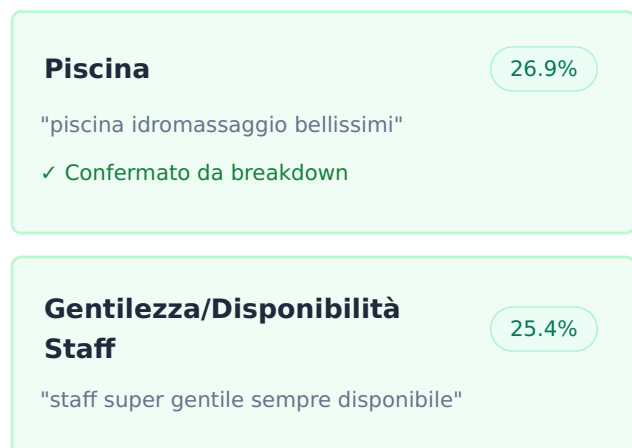 Piscina
26.9%
"piscina idromassaggio bellissimi"
✓ Confermato da breakdown
Gentilezza/Disponibilità
Staff
25.4%
"staff super gentile sempre disponibile"